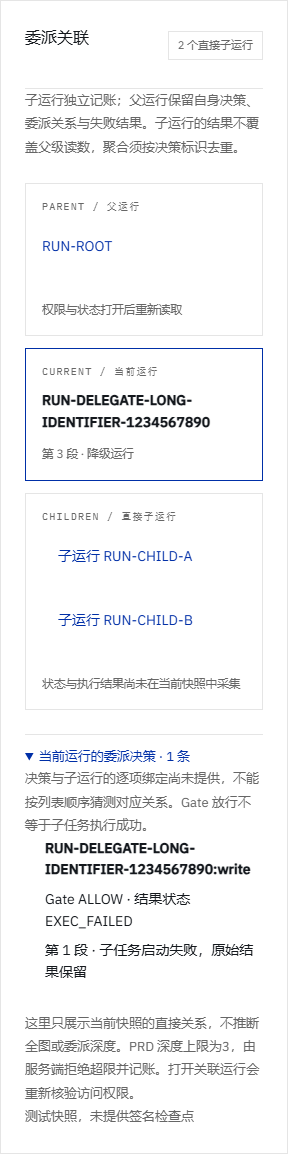 委派关联
2 个直接子运行
子运行独立记账；父运行保留自身决策、
委派关系与失败结果。子运行的结果不覆
盖父级读数，聚合须按决策标识去重。
PARENT / 父运行
RUN-ROOT
权限与状态打开后重新读取
CURRENT / 当前运行
RUN-DELEGATE-LONG-
IDENTIFIER-1234567890
第 3 段 · 降级运行
CHILDREN / 直接子运行
子运行 RUN-CHILD-A
子运行 RUN-CHILD-B
状态与执行结果尚未在当前快照中采集
▼ 当前运行的委派决策 · 1 条
决策与子运行的逐项绑定尚未提供，不能
按列表顺序猜测对应关系。Gate 放行不
等于子任务执行成功。
RUN-DELEGATE-LONG-
IDENTIFIER-1234567890:write
Gate ALLOW · 结果状态
EXEC_FAILED
第 1 段 · 子任务启动失败，原始结
果保留
这里只展示当前快照的直接关系，不推断
全图或委派深度。PRD 深度上限为3，由
服务端拒绝超限并记账。打开关联运行会
重新核验访问权限。
测试快照，未提供签名检查点